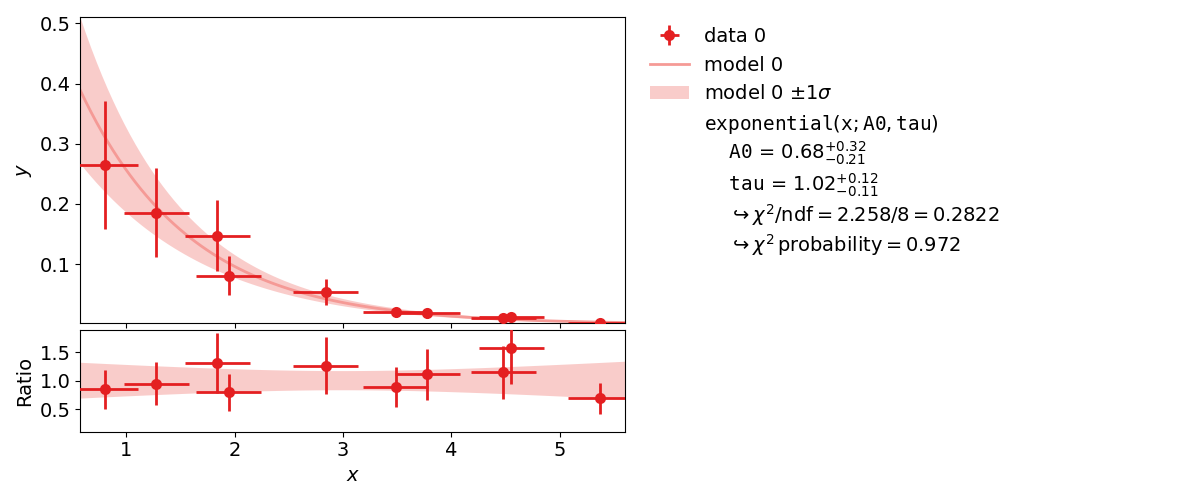 0.5
0.4
0.3
0.2
0.1
y
1.5
1.0
0.5
Ratio
1 2 3 4 5
x
data 0
model 0
model 0 ±1σ
exponential(x; A0, tau)
A0 = 0.68 +0.32 −0.21
tau = 1.02 +0.12 −0.11
↪ χ²/ndf = 2.258/8 = 0.2822
↪ χ² probability = 0.972